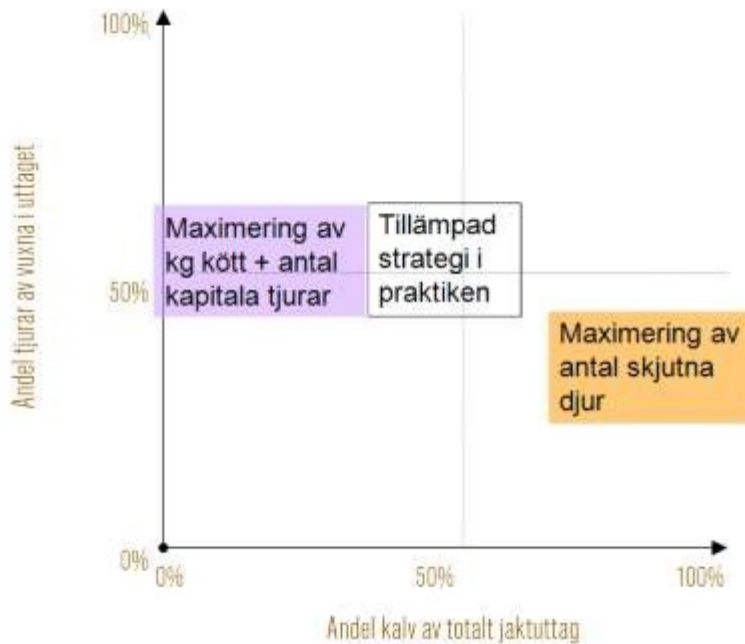 100%
Andel tjurar av vuxna i uttaget
Maximering av
kg kött + antal
kapitala tjurar
Tillämpad
strategi i
praktiken
50%
Maximering av
antal skjutna
djur
0%
0%
50%
100%
Andel kalv av totalt jaktuttag